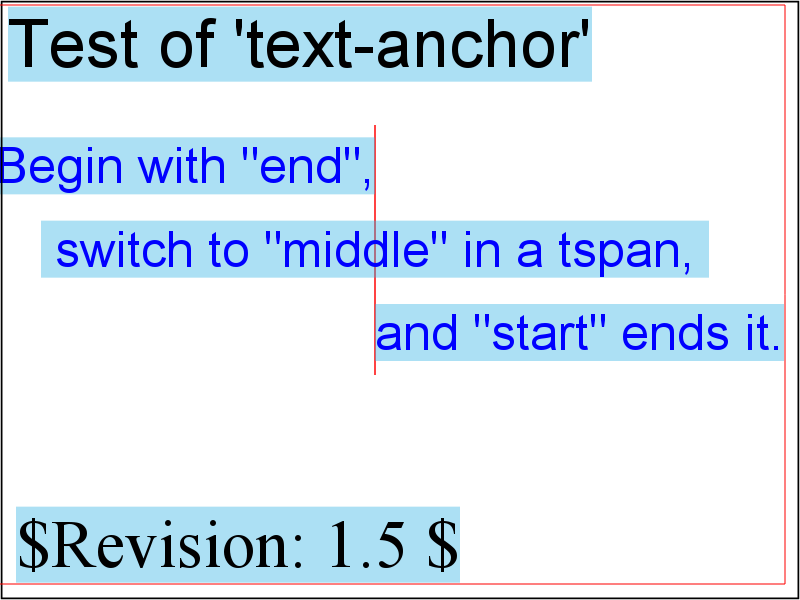 Test of 'text-anchor'
Begin with "end",
switch to "middle" in a tspan,
and "start" ends it.
$Revision: 1.5 $